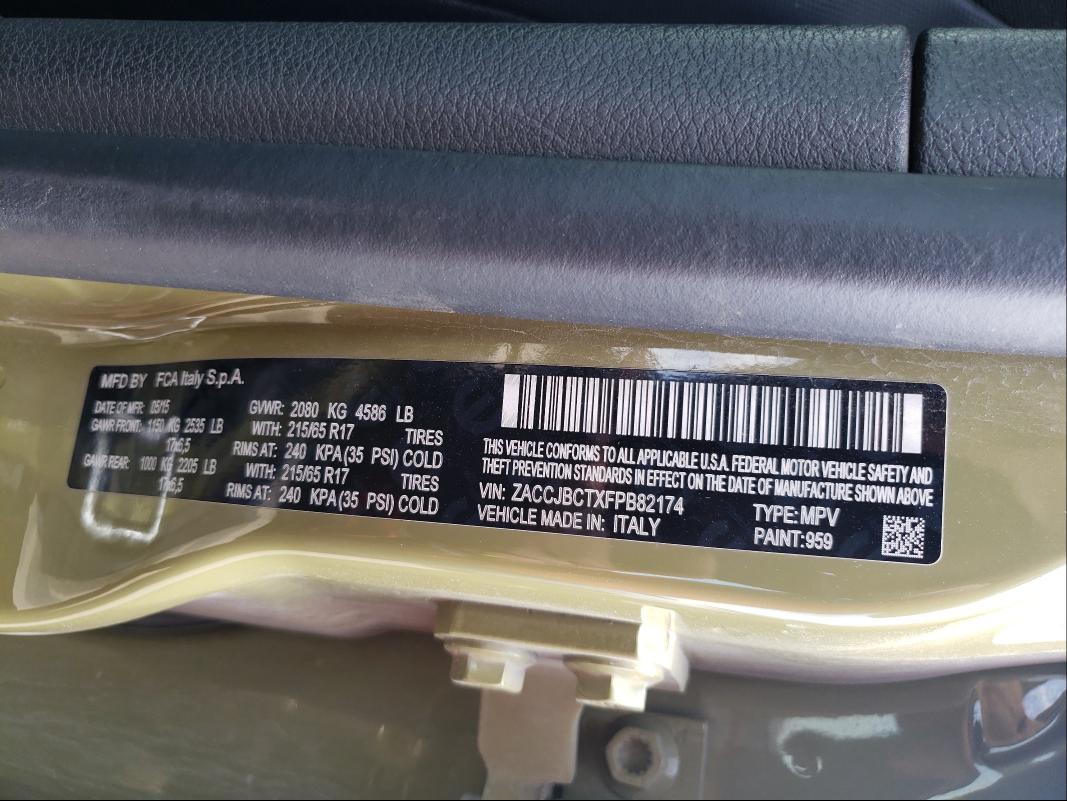 MFD BY FCA Italy S.p.A.
DATE OF MFR: 05/15
GAWR FRONT: 1150 KG 2535 LB
17x6,5
GAWR REAR: 1000 KG 2205 LB
17x6,5
GVWR: 2080 KG 4586 LB
WITH: 215/65 R17 TIRES
RIMS AT: 240 KPA(35 PSI) COLD
WITH: 215/65 R17 TIRES
RIMS AT: 240 KPA(35 PSI) COLD
THIS VEHICLE CONFORMS TO ALL APPLICABLE U.S.A. FEDERAL MOTOR VEHICLE SAFETY AND
THEFT PREVENTION STANDARDS IN EFFECT ON THE DATE OF MANUFACTURE SHOWN ABOVE
VIN: ZACCJBCTXFPB82174
TYPE: MPV
VEHICLE MADE IN: ITALY
PAINT: 959